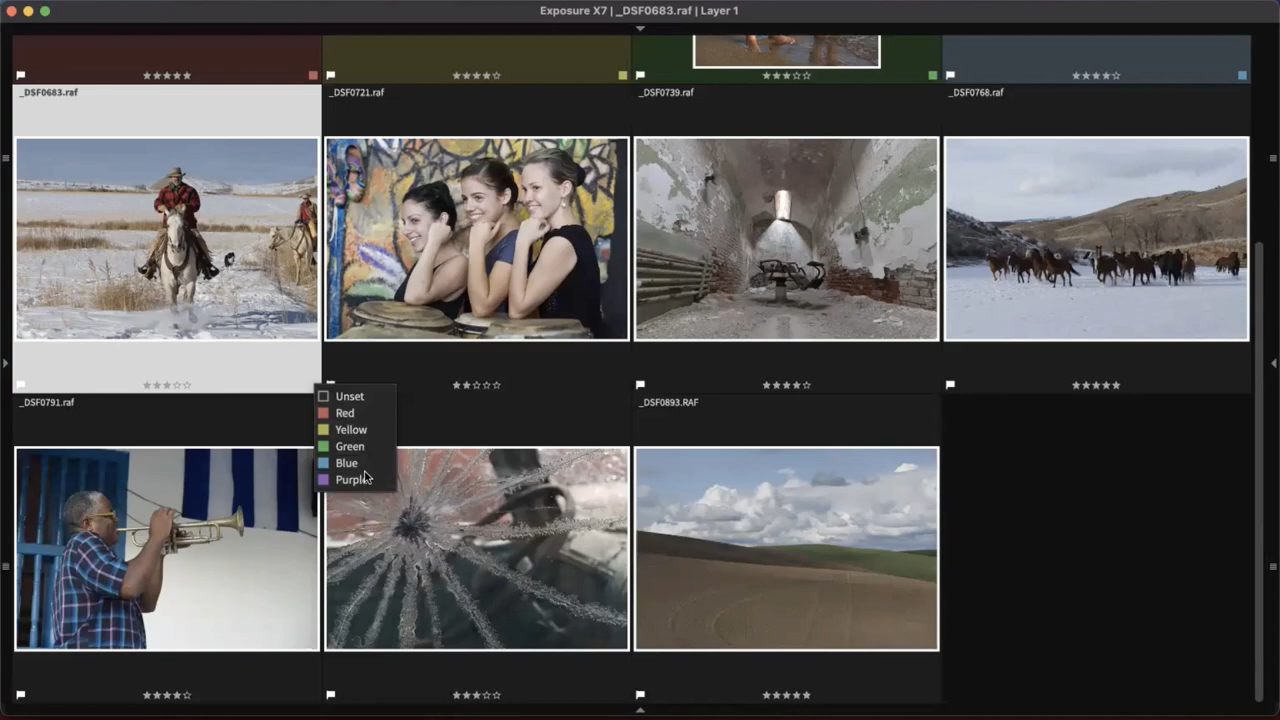 Exposure X7 | _DSF0683.raf | Layer 1
_DSF0683.raf
_DSF0721.raf
_DSF0739.raf
_DSF0768.raf
_DSF0791.raf
_DSF0893.RAF
Unset
Red
Yellow
Green
Blue
Purple